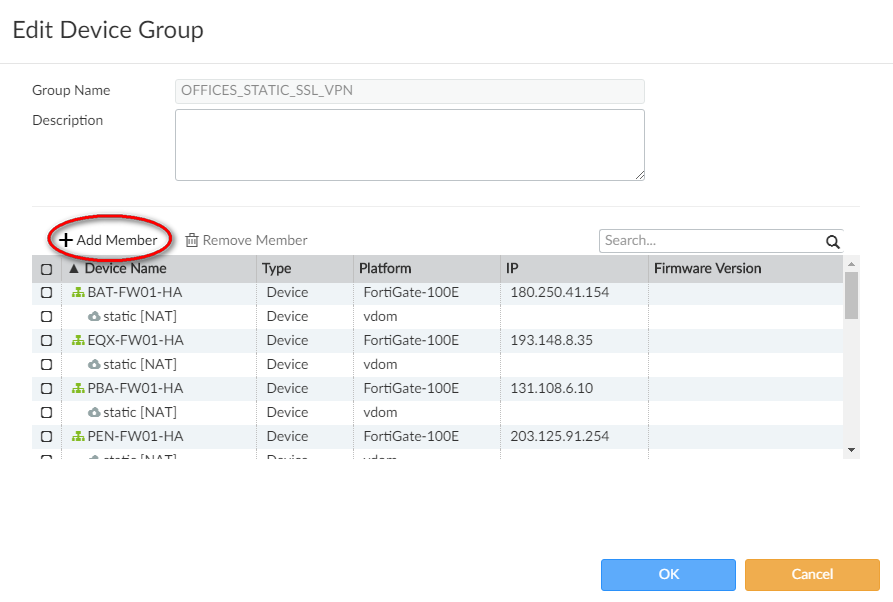 Edit Device Group
Group Name OFFICES_STATIC_SSL_VPN
Description
Add Member Remove Member Search...
Device Name Type Platform IP Firmware Version
BAT-FW01-HA Device FortiGate-100E 180.250.41.154
static [NAT] Device vdom
EQX-FW01-HA Device FortiGate-100E 193.148.8.35
static [NAT] Device vdom
PBA-FW01-HA Device FortiGate-100E 131.108.6.10
static [NAT] Device vdom
PEN-FW01-HA Device FortiGate-100E 203.125.91.254
static [NAT] Device vdom
OK Cancel